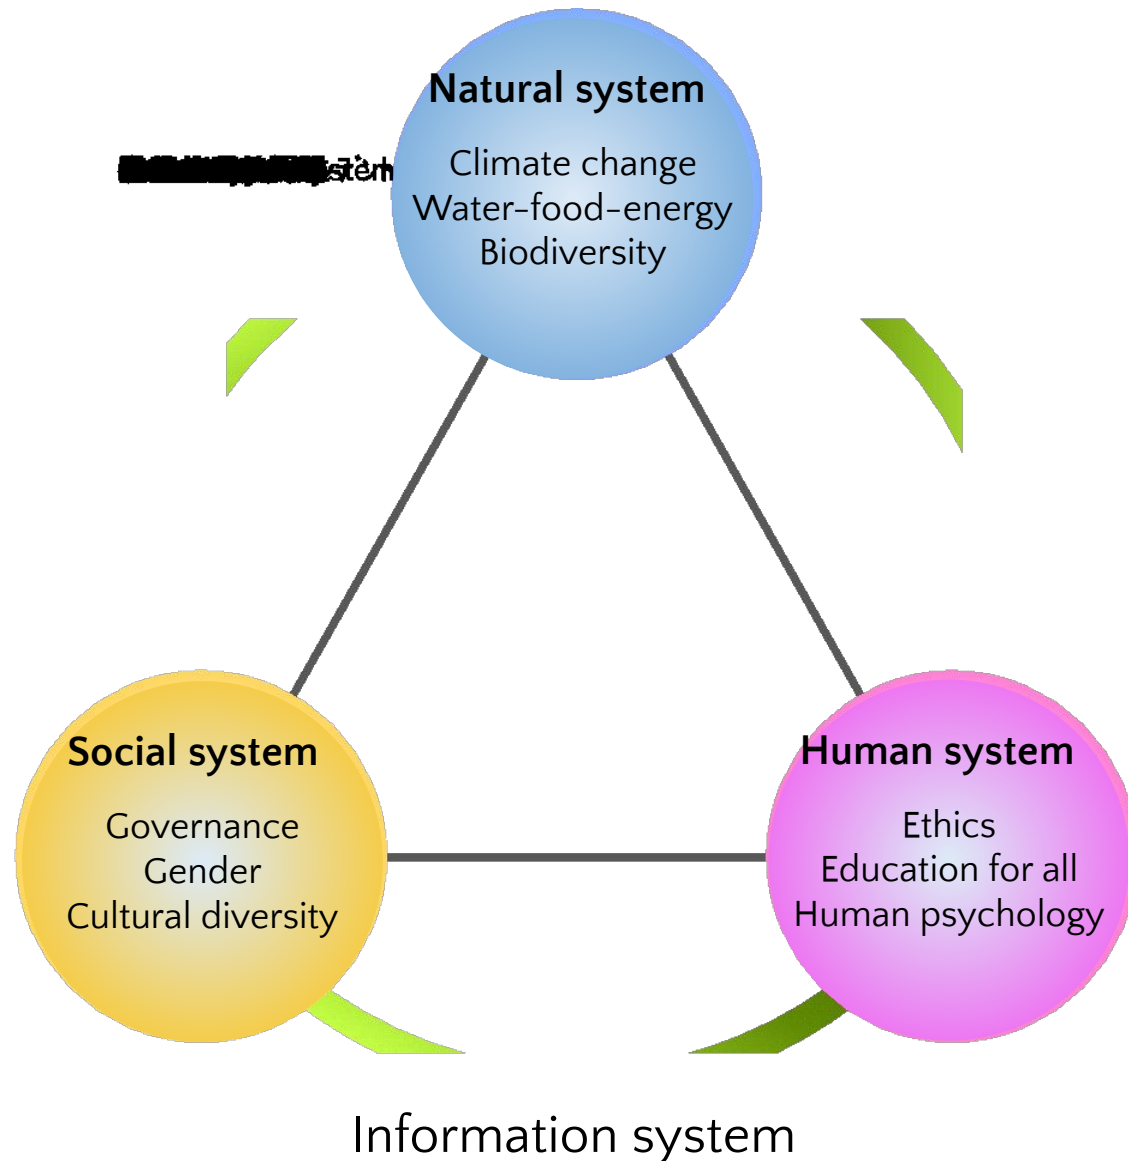 Natural system
Climate change
Water-food-energy
Biodiversity
Social system
Governance
Gender
Cultural diversity
Human system
Ethics
Education for all
Human psychology
Information system